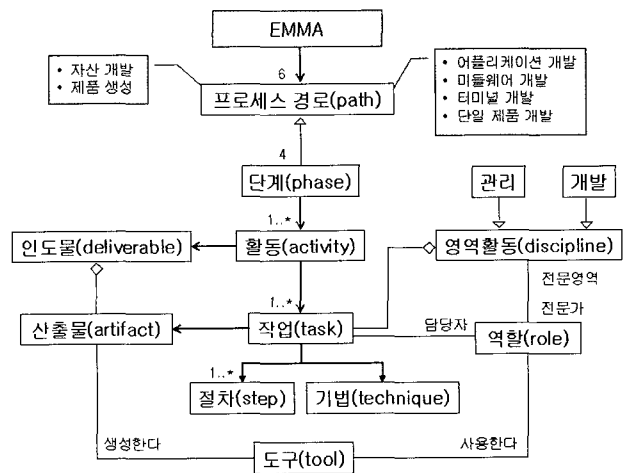 EMMA
• 자산 개발
• 제품 생성
6
프로세스 경로(path)
• 어플리케이션 개발
• 미들웨어 개발
• 터미널 개발
• 단일 제품 개발
4
단계(phase)
관리
개발
1..*
인도물(deliverable)
활동(activity)
영역활동(discipline)
전문영역
1..*
전문가
산출물(artifact)
작업(task)
담당자
역할(role)
1..*
절차(step)
기법(technique)
생성한다
도구(tool)
사용한다